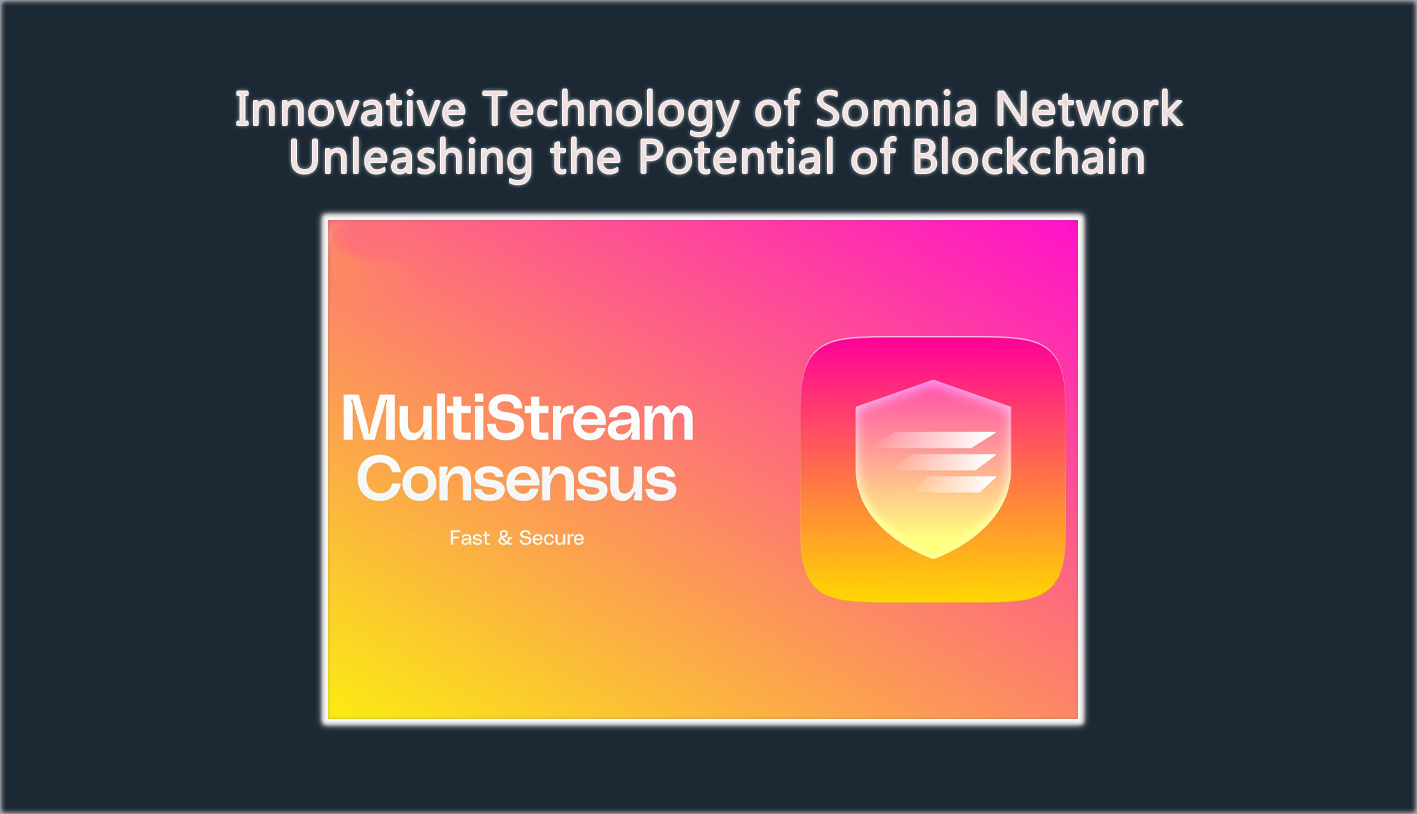 Innovative Technology of Somnia Network
Unleashing the Potential of Blockchain
MultiStream
Consensus
Fast & Secure